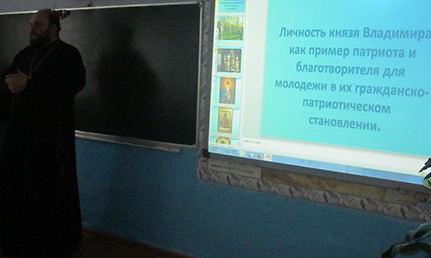 Личность князя Владимира
как пример патриота и
благотворителя для
молодежи в их гражданско-
патриотическом
становлении.